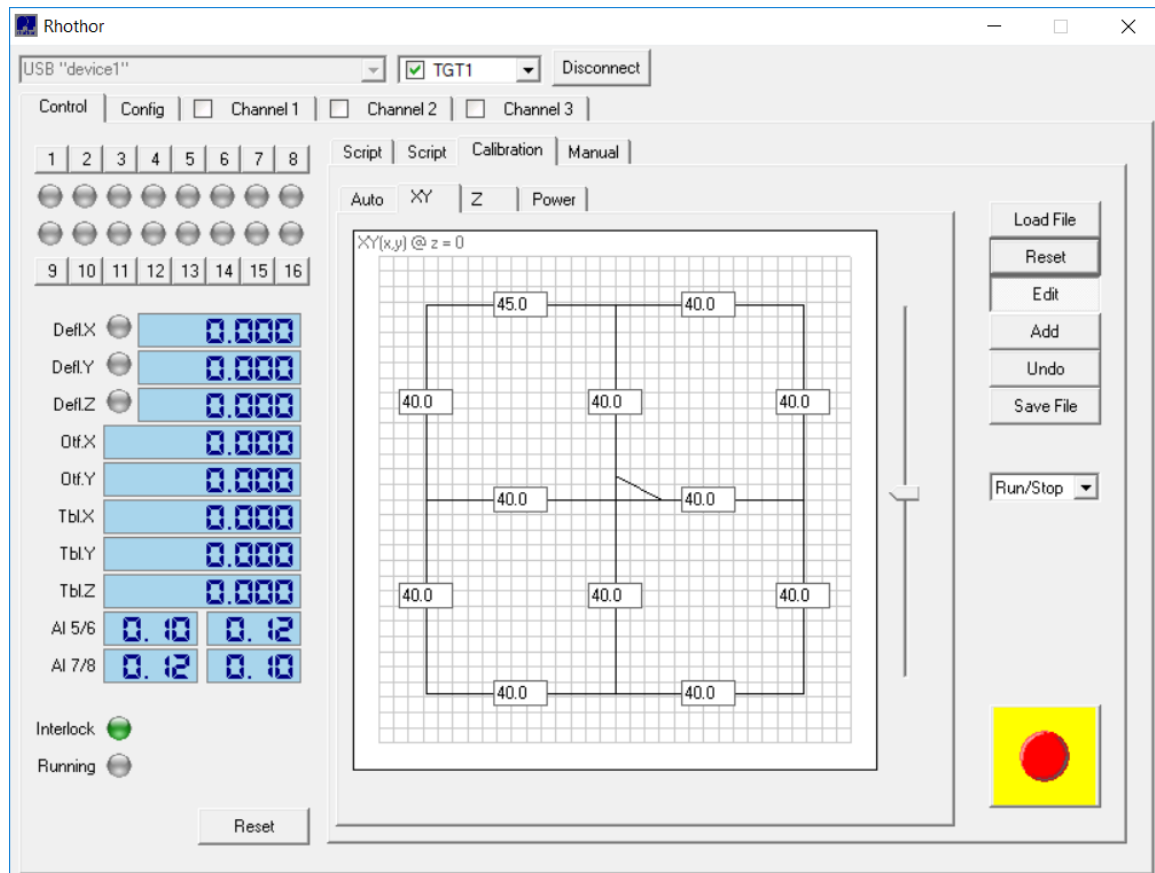 Rhothor
USB "device1" TGT1 Disconnect
Control Config Channel 1 Channel 2 Channel 3
1 2 3 4 5 6 7 8
9 10 11 12 13 14 15 16
Defl.X 0.000
Defl.Y 0.000
Defl.Z 0.000
Otf.X 0.000
Otf.Y 0.000
Tbl.X 0.000
Tbl.Y 0.000
Tbl.Z 0.000
AI 5/6 0.10 0.12
AI 7/8 0.12 0.10
Interlock
Running
Reset
Script Script Calibration Manual
Auto XY Z Power
XY(x,y) @ z = 0
45.0 40.0
40.0 40.0 40.0
40.0 40.0
40.0 40.0 40.0
40.0 40.0
Load File
Reset
Edit
Add
Undo
Save File
Run/Stop